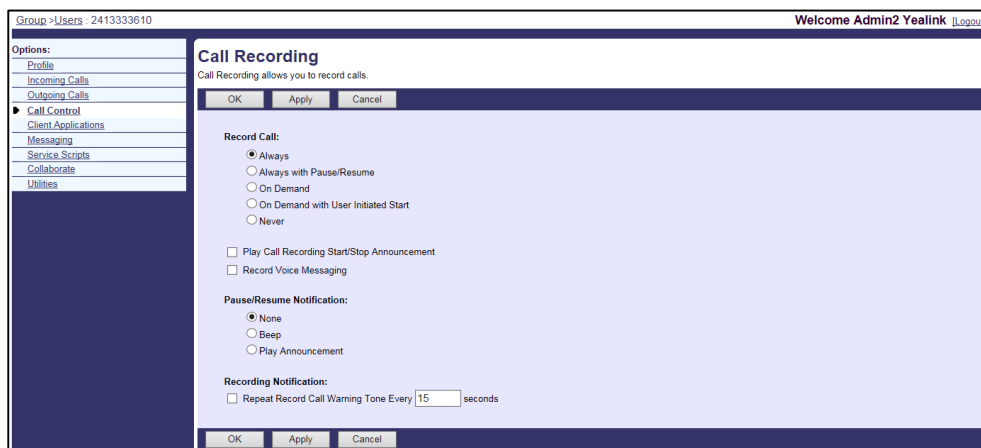 Group >Users : 2413333610
Welcome Admin2 Yealink [Logou
Options:
Profile
Incoming Calls
Outgoing Calls
Call Control
Client Applications
Messaging
Service Scripts
Collaborate
Utilities
Call Recording
Call Recording allows you to record calls.
OK Apply Cancel
Record Call:
Always
Always with Pause/Resume
On Demand
On Demand with User Initiated Start
Never
Play Call Recording Start/Stop Announcement
Record Voice Messaging
Pause/Resume Notification:
None
Beep
Play Announcement
Recording Notification:
Repeat Record Call Warning Tone Every 15 seconds
OK Apply Cancel